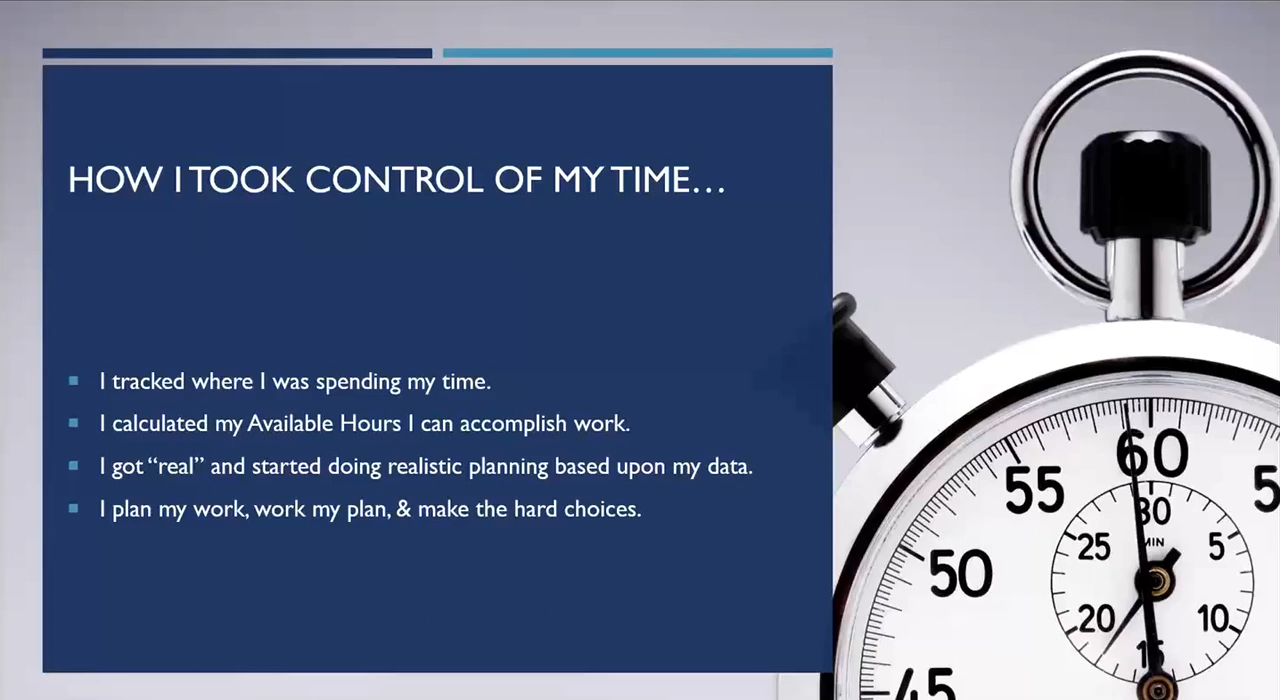 HOW I TOOK CONTROL OF MY TIME…
I tracked where I was spending my time.
I calculated my Available Hours I can accomplish work.
I got “real” and started doing realistic planning based upon my data.
I plan my work, work my plan, & make the hard choices.
60
55
5
50
45
30
MIN
25
5
20
10
15